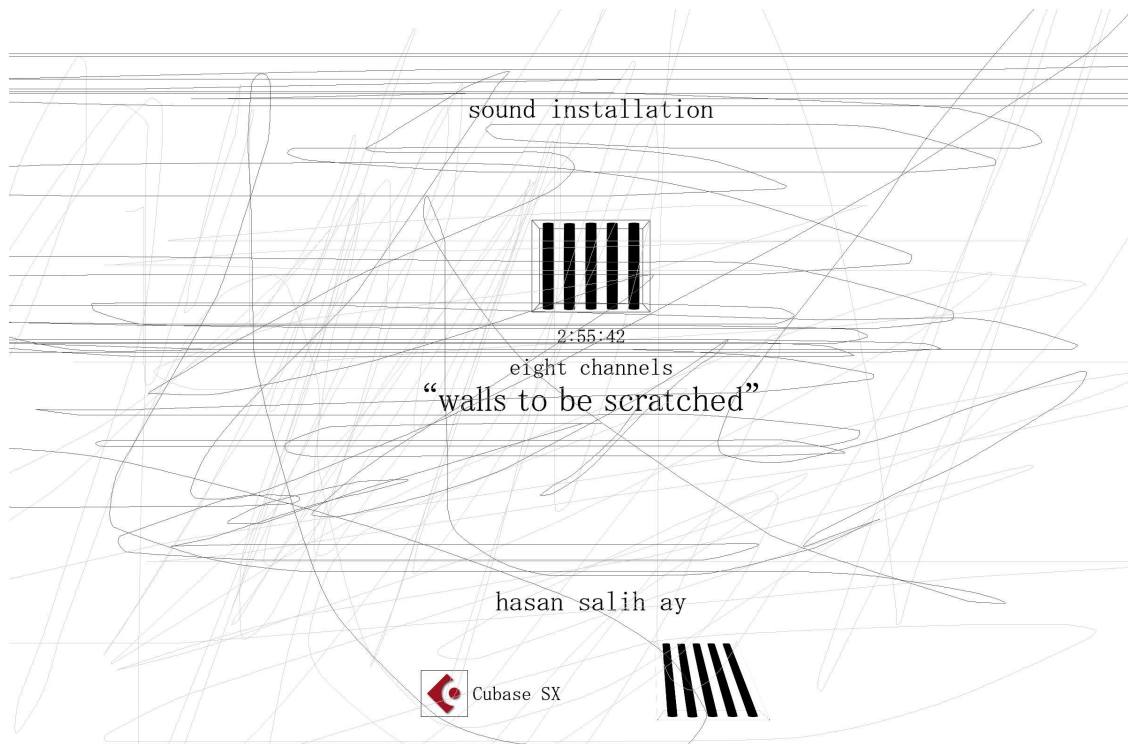 sound installation
2:55:42
eight channels
“walls to be scratched”
hasan salih ay
Cubase SX